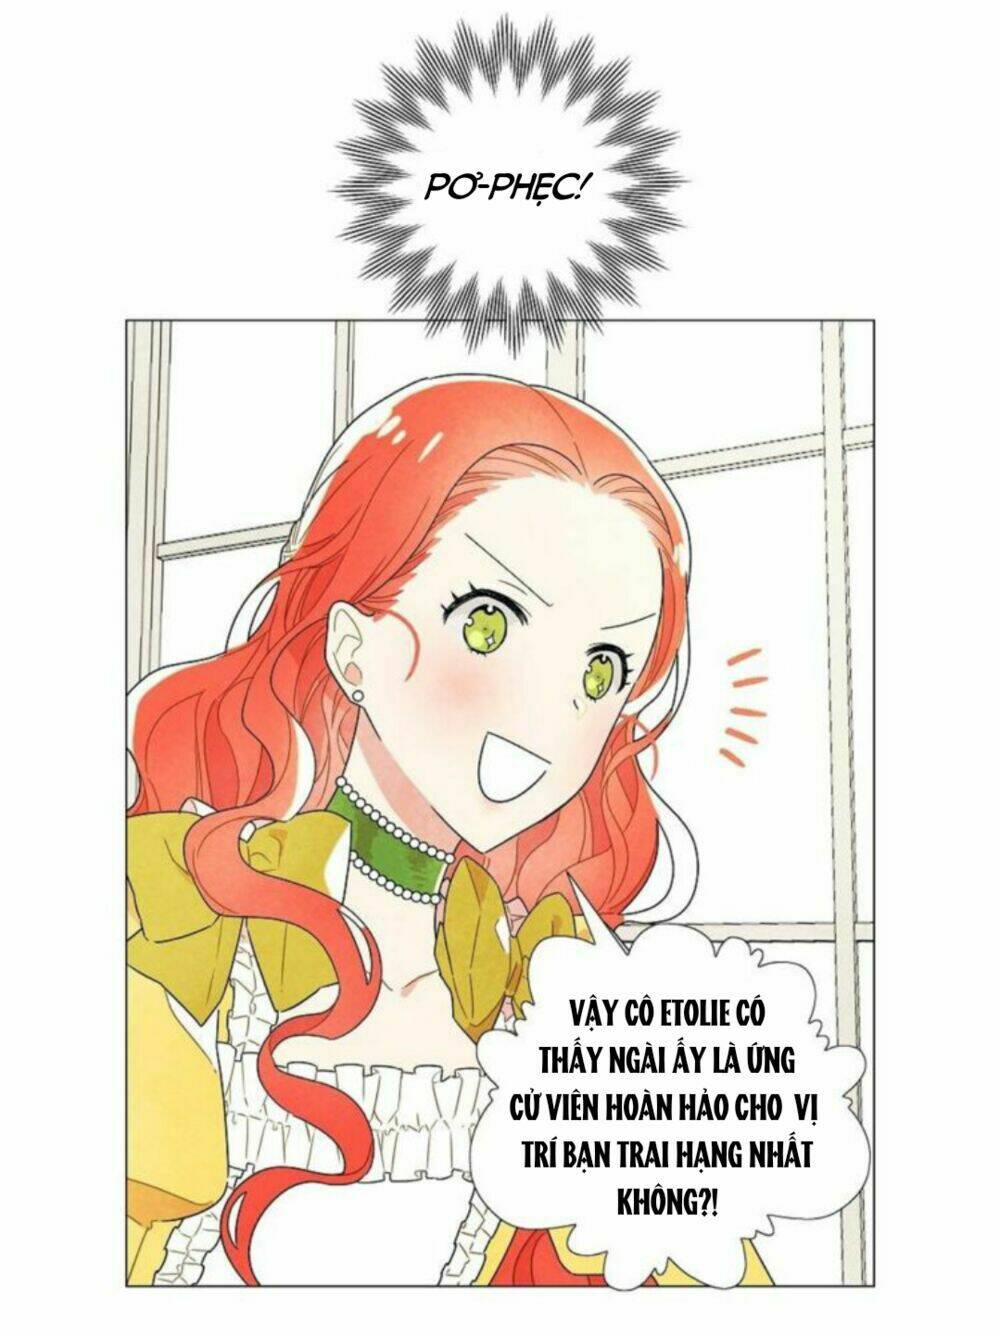 PƠ-PHẸC!
VẬY CÔ ETOLIE CÓ
THẤY NGÀI ẤY LÀ ỨNG
CỬ VIÊN HOÀN HẢO CHO VỊ
TRÍ BẠN TRAI HẠNG NHẤT
KHÔNG?!